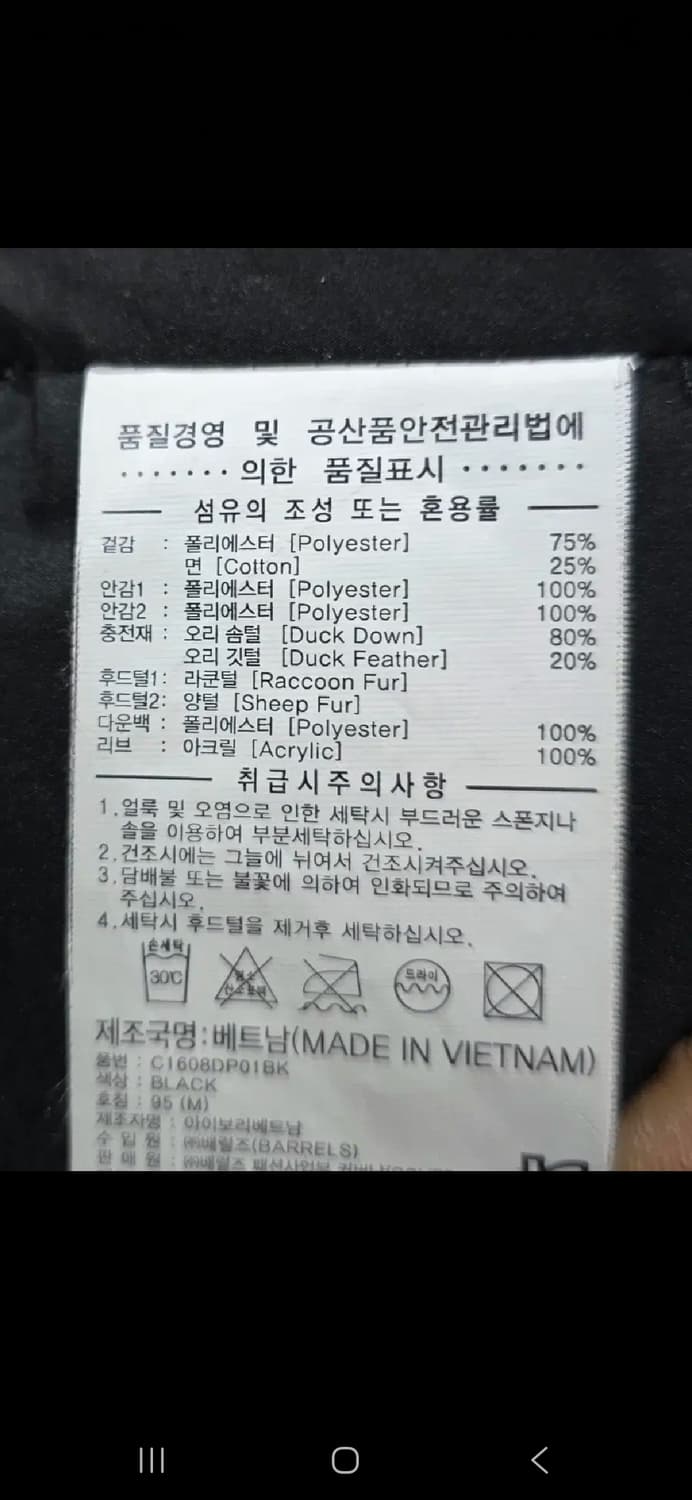 품질경영 및 공산품안전관리법에
· · · · · · · 의한 품질표시 · · · · · · ·
섬유의 조성 또는 혼용률
겉감 : 폴리에스터 [Polyester] 75%
면 [Cotton] 25%
안감1 : 폴리에스터 [Polyester] 100%
안감2 : 폴리에스터 [Polyester] 100%
충전재 : 오리 솜털 [Duck Down] 80%
오리 깃털 [Duck Feather] 20%
후드털1: 라쿤털 [Raccoon Fur]
후드털2: 양털 [Sheep Fur]
다운백 : 폴리에스터 [Polyester] 100%
리브 : 아크릴 [Acrylic] 100%
취급시주의사항
1.얼룩 및 오염으로 인한 세탁시 부드러운 스폰지나
솔을 이용하여 부분세탁하십시오.
2.건조시에는 그늘에 뉘어서 건조시켜주십시오.
3.담배불 또는 불꽃에 의하여 인화되므로 주의하여
주십시오.
4.세탁시 후드털을 제거후 세탁하십시오.
손세탁
30℃
드라이
제조국명:베트남(MADE IN VIETNAM)
품번 : C1608DP01BK
색상 : BLACK
호칭 : 95 (M)
제조자명 : 아이보리베트남
수 입 원 : ㈜배럴즈(BARRELS)
판 매 원 : ㈜배럴즈 패션사업부